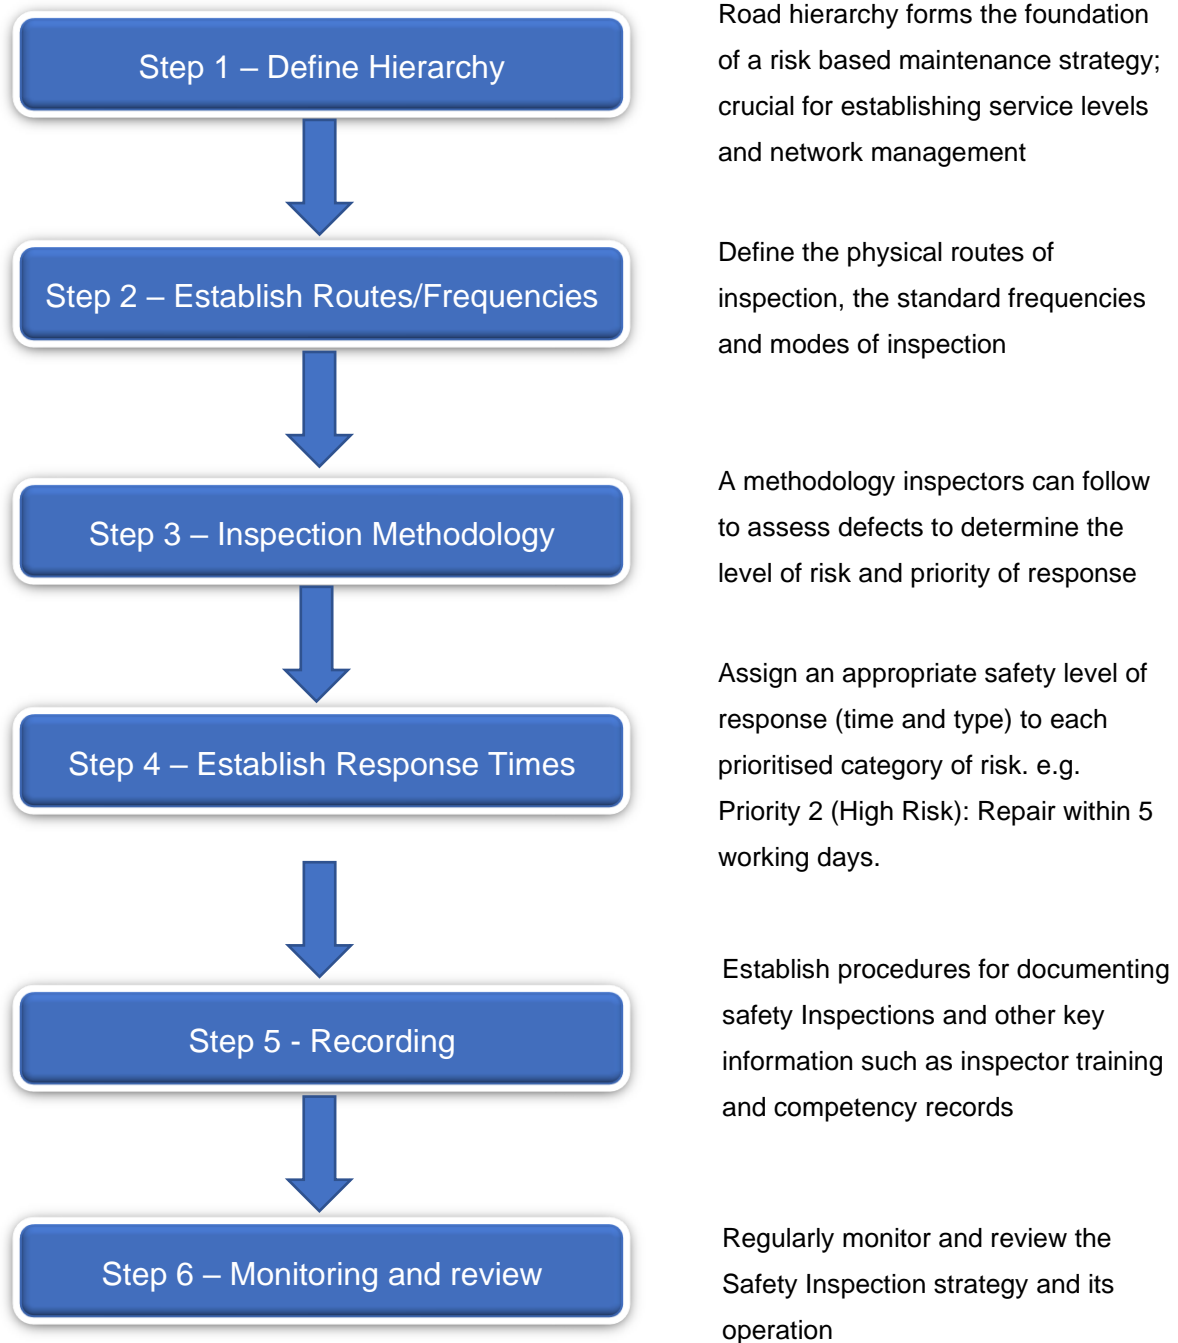 Step 1 – Define Hierarchy
Road hierarchy forms the foundation
of a risk based maintenance strategy;
crucial for establishing service levels
and network management
Step 2 – Establish Routes/Frequencies
Define the physical routes of
inspection, the standard frequencies
and modes of inspection
Step 3 – Inspection Methodology
A methodology inspectors can follow
to assess defects to determine the
level of risk and priority of response
Step 4 – Establish Response Times
Assign an appropriate safety level of
response (time and type) to each
prioritised category of risk. e.g.
Priority 2 (High Risk): Repair within 5
working days.
Step 5 - Recording
Establish procedures for documenting
safety Inspections and other key
information such as inspector training
and competency records
Step 6 – Monitoring and review
Regularly monitor and review the
Safety Inspection strategy and its
operation